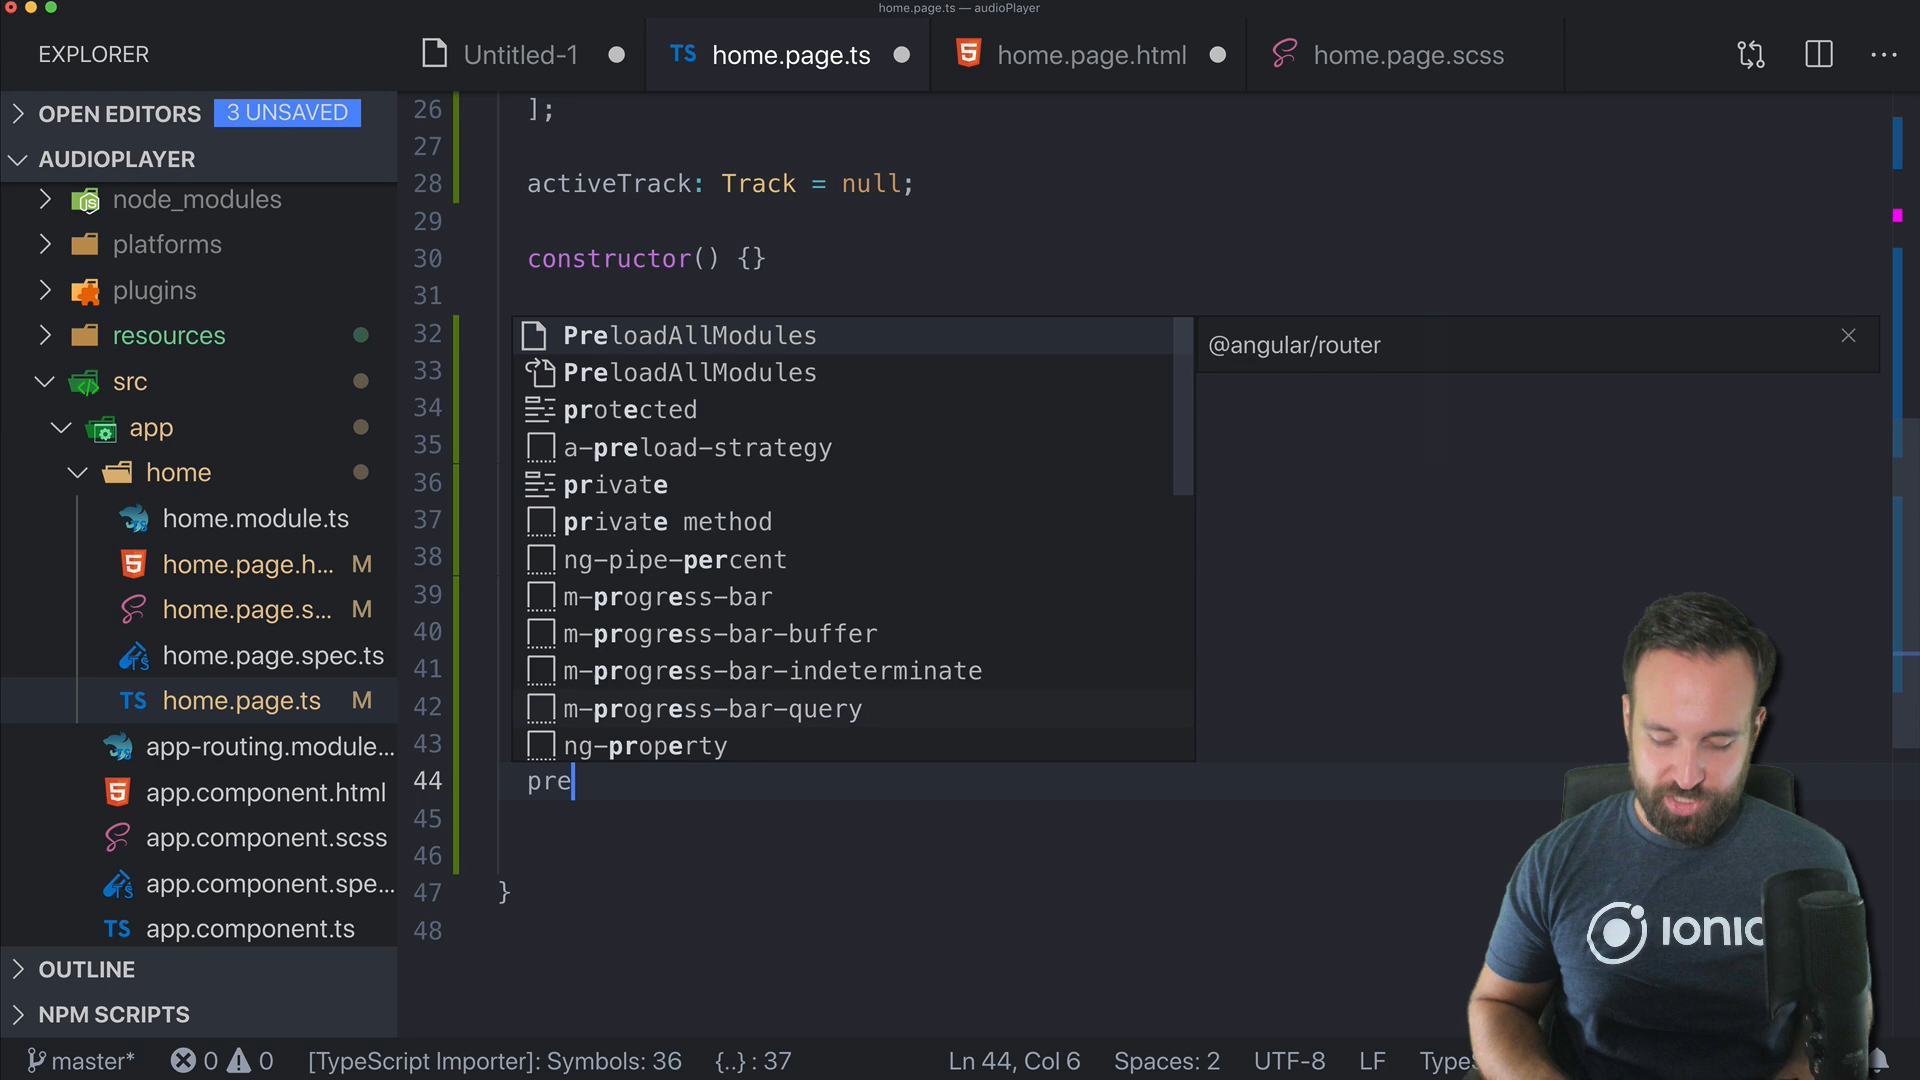 home.page.ts — audioPlayer
EXPLORER
Untitled-1
TS home.page.ts
home.page.html
home.page.scss
OPEN EDITORS 3 UNSAVED
AUDIOPLAYER
node_modules
platforms
plugins
resources
src
app
home
home.module.ts
home.page.h... M
home.page.s... M
home.page.spec.ts
TS home.page.ts M
app-routing.module...
app.component.html
app.component.scss
app.component.spe...
TS app.component.ts
OUTLINE
NPM SCRIPTS
26 ];
27
28 activeTrack: Track = null;
29
30 constructor() {}
31
32
33
34
35
36
37
38
39
40
41
42
43
44 pre
45
46
47 }
48
PreloadAllModules
PreloadAllModules
protected
a-preload-strategy
private
private method
ng-pipe-percent
m-progress-bar
m-progress-bar-buffer
m-progress-bar-indeterminate
m-progress-bar-query
ng-property
@angular/router
IONIC
master* 0 0 [TypeScript Importer]: Symbols: 36 {..} : 37 Ln 44, Col 6 Spaces: 2 UTF-8 LF